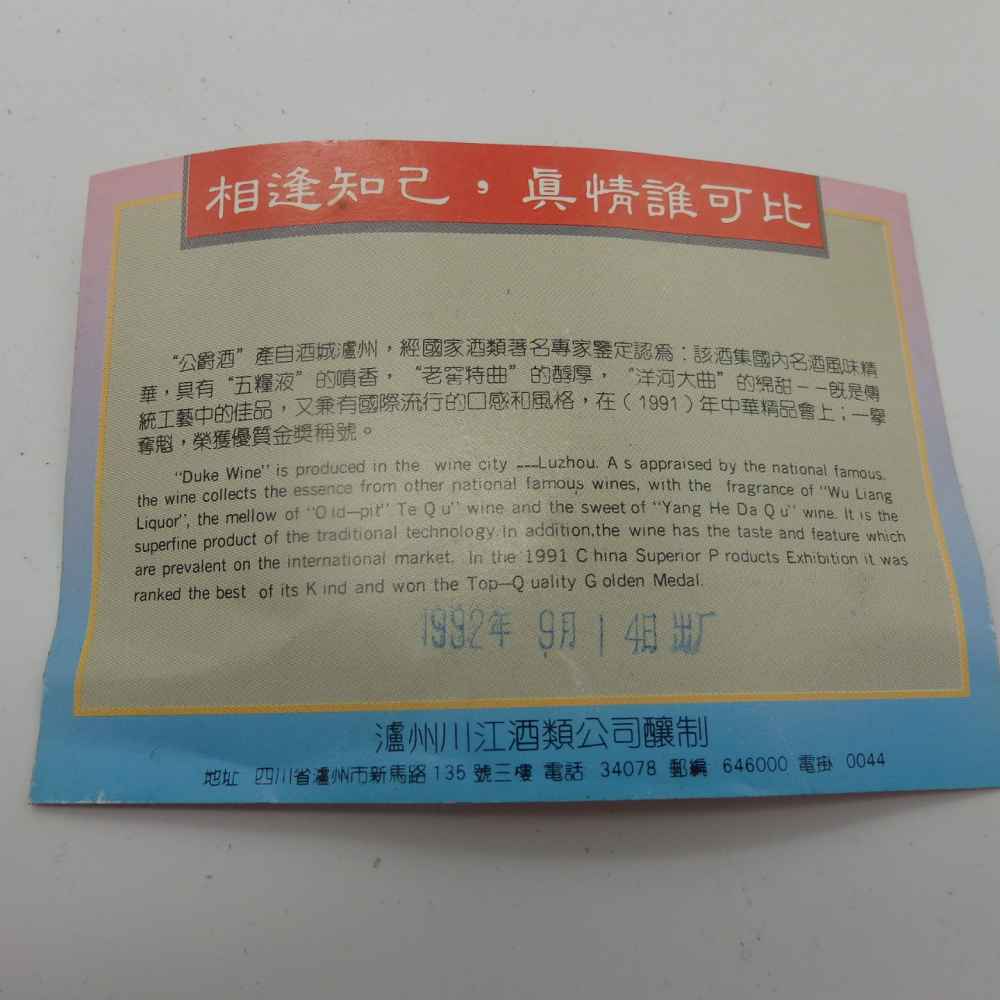 相逢知己，真情誰可比
“公爵酒”產自酒城瀘州，經國家酒類著名專家鑒定認爲：該酒集國內名酒風味精
華，具有“五糧液”的噴香，“老窖特曲”的醇厚，“洋河大曲”的綿甜－－既是傳
統工藝中的佳品，又兼有國際流行的口感和風格，在（1991）年中華精品會上；一舉
奪魁，榮獲優質金獎稱號。
"Duke Wine" is produced in the wine city ---Luzhou. A s appraised by the national famous.
the wine collects the essence from other national famous wines, with the fragrance of "Wu Liang
Liquor", the mellow of "O ld—pit" Te Q u" wine and the sweet of "Yang He Da Q u" wine. It is the
superfine product of the traditional technology.In addition,the wine has the taste and feature which
are prevalent on the international market. In the 1991 C hina Superior P roducts Exhibition it was
ranked the best of its K ind and won the Top—Q uality G olden Medal.
1992年 9月 1 4日 出厂
瀘州川江酒類公司釀制
地址 四川省瀘州市新馬路 135 號三樓 電話 34078 郵編 646000 電掛 0044